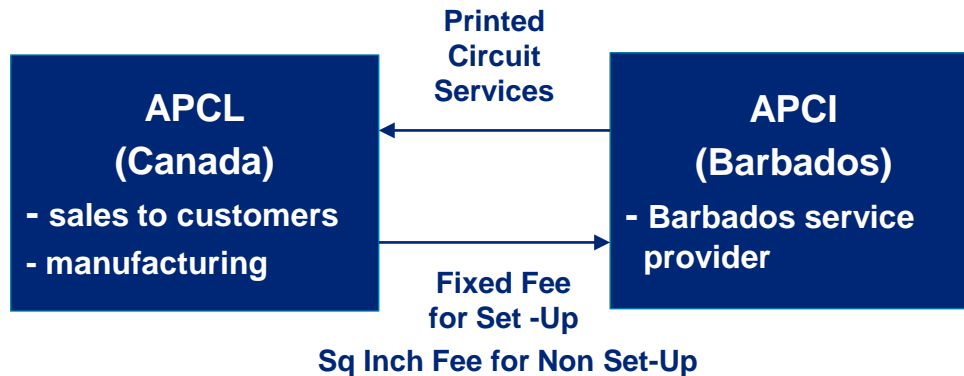 Printed
Circuit
Services
APCL
(Canada)
- sales to customers
- manufacturing
APCI
(Barbados)
- Barbados service
provider
Fixed Fee
for Set -Up
Sq Inch Fee for Non Set-Up